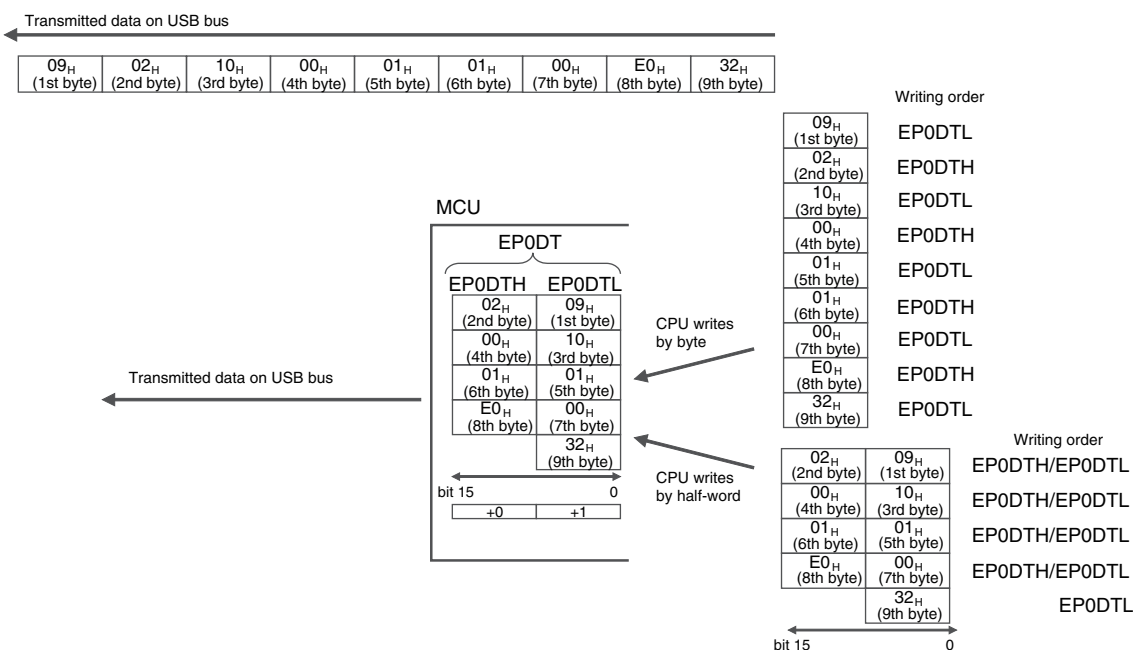 Transmitted data on USB bus
09H 02H 10H 00H 01H 01H 00H E0H 32H
(1st byte) (2nd byte) (3rd byte) (4th byte) (5th byte) (6th byte) (7th byte) (8th byte) (9th byte)
Writing order
09H
(1st byte) EP0DTL
02H
(2nd byte) EP0DTH
10H
(3rd byte) EP0DTL
00H
(4th byte) EP0DTH
01H
(5th byte) EP0DTL
01H
(6th byte) EP0DTH
00H
(7th byte) EP0DTL
E0H
(8th byte) EP0DTH
32H
(9th byte) EP0DTL
MCU
EP0DT
EP0DTH EP0DTL
02H 09H
(2nd byte) (1st byte)
00H 10H
(4th byte) (3rd byte)
01H 01H
(6th byte) (5th byte)
E0H 00H
(8th byte) (7th byte)
32H
(9th byte)
bit 15 0
+0 +1
Transmitted data on USB bus
CPU writes
by byte
CPU writes
by half-word
Writing order
02H 09H
(2nd byte) (1st byte) EP0DTH/EP0DTL
00H 10H
(4th byte) (3rd byte) EP0DTH/EP0DTL
01H 01H
(6th byte) (5th byte) EP0DTH/EP0DTL
E0H 00H
(8th byte) (7th byte) EP0DTH/EP0DTL
32H
(9th byte) EP0DTL
bit 15 0